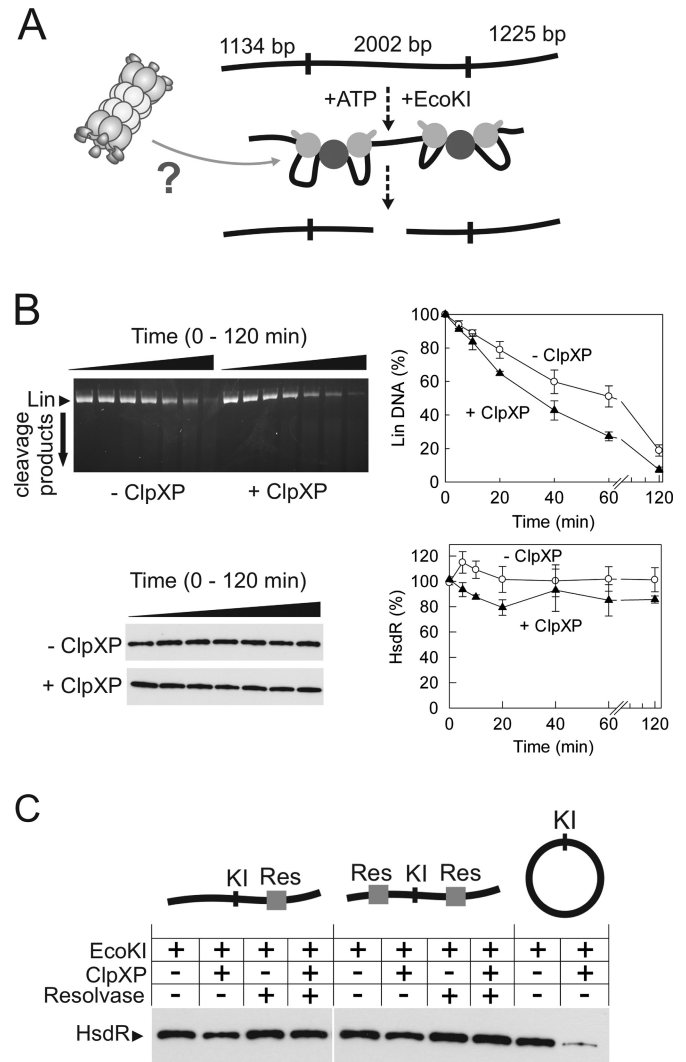 A
1134 bp
2002 bp
1225 bp
+ATP
+EcoKI
?
B
Time (0 - 120 min)
Lin
cleavage products
- ClpXP
+ ClpXP
100
80
60
40
20
0
Lin DNA (%)
- ClpXP
+ ClpXP
0
20
40
60
120
Time (min)
Time (0 - 120 min)
- ClpXP
+ ClpXP
120
100
80
60
40
20
0
HsdR (%)
- ClpXP
+ ClpXP
0
20
40
60
120
Time (min)
C
KI Res
Res KI Res
KI
EcoKI + + + + + + + + + +
ClpXP - + - + - + - + - +
Resolvase - - + + - - + + - -
HsdR